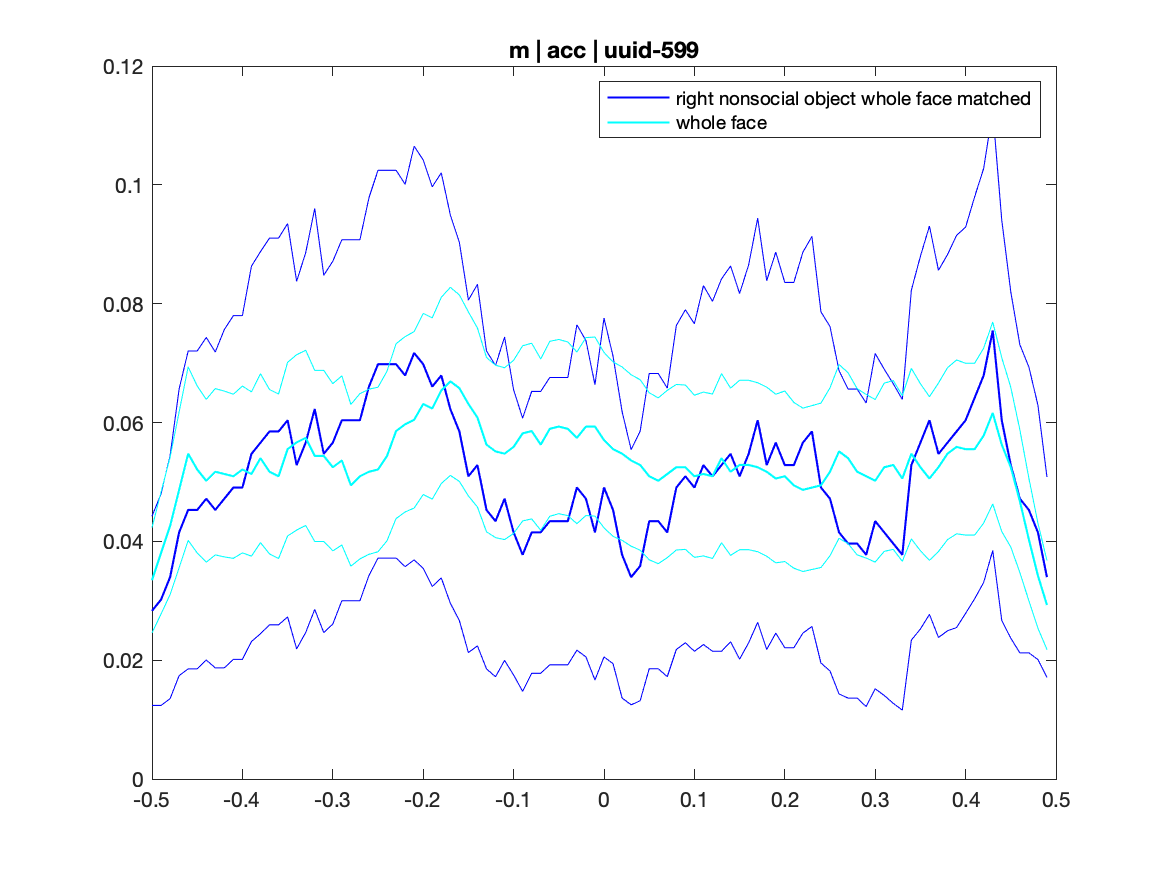 m | acc | uuid-599
right nonsocial object whole face matched
whole face
0.12
0.1
0.08
0.06
0.04
0.02
0
-0.5 -0.4 -0.3 -0.2 -0.1 0 0.1 0.2 0.3 0.4 0.5